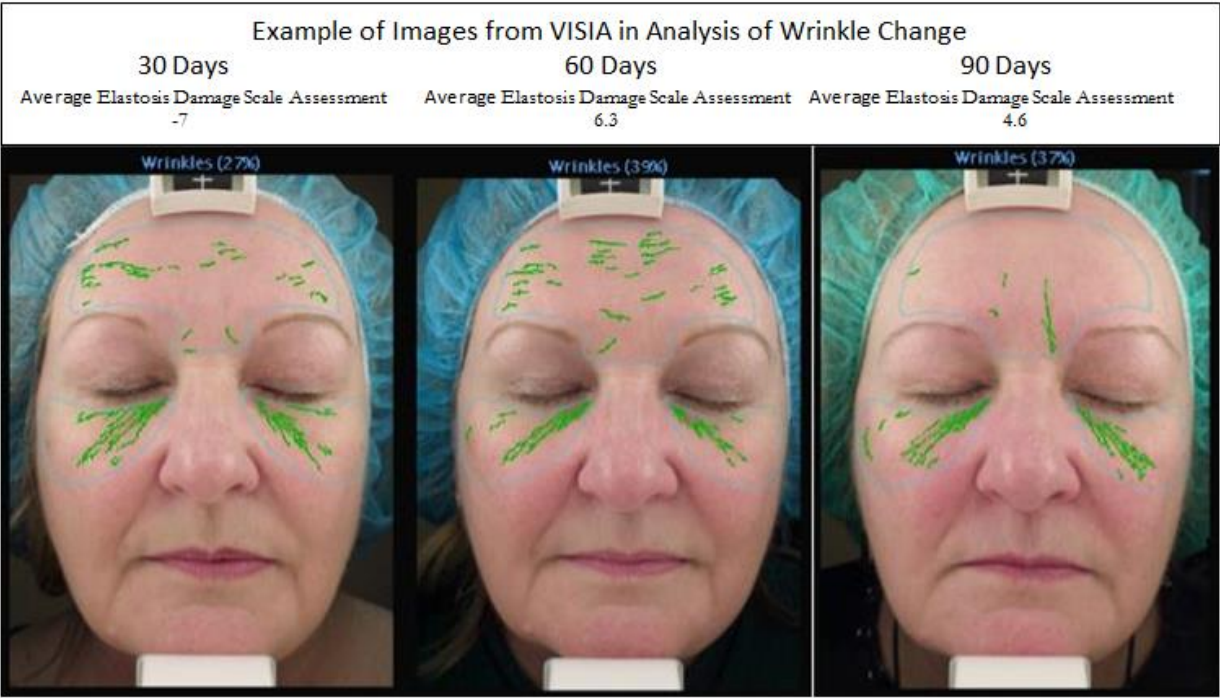 Example of Images from VISIA in Analysis of Wrinkle Change
30 Days
60 Days
90 Days
Average Elastosis Damage Scale Assessment
Average Elastosis Damage Scale Assessment
Average Elastosis Damage Scale Assessment
-7
6.3
4.6
Wrinkles (27%)
Wrinkles (39%)
Wrinkles (37%)